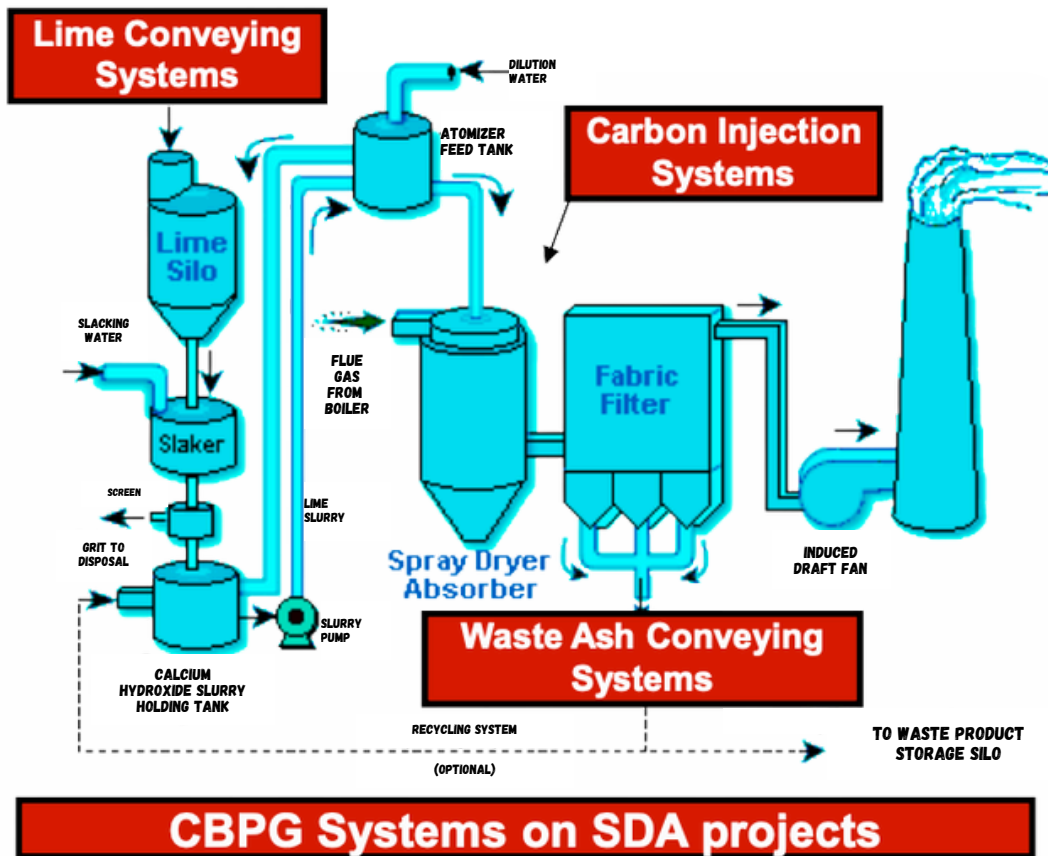 Lime Conveying
Systems
DILUTION
WATER
ATOMIZER
FEED TANK
Carbon Injection
Systems
Lime
Silo
SLACKING
WATER
FLUE
GAS
FROM
BOILER
Fabric
Filter
Slaker
SCREEN
LIME
SLURRY
GRIT TO
DISPOSAL
Spray Dryer
Absorber
INDUCED
DRAFT FAN
SLURRY
PUMP
Waste Ash Conveying
Systems
CALCIUM
HYDROXIDE SLURRY
HOLDING TANK
RECYCLING SYSTEM
(OPTIONAL)
TO WASTE PRODUCT
STORAGE SILO
CBPG Systems on SDA projects